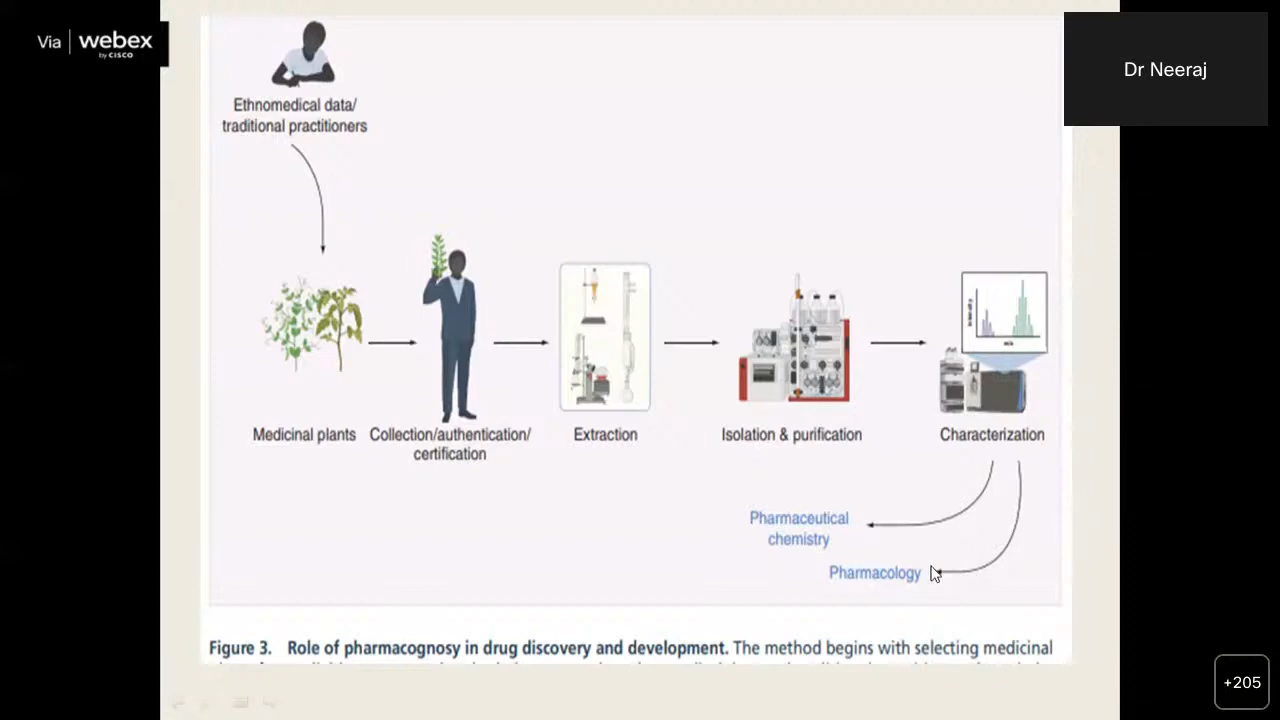 Via webex
by CISCO
Dr Neeraj
Ethnomedical data/
traditional practitioners
Medicinal plants
Collection/authentication/
certification
Extraction
Isolation & purification
Characterization
Pharmaceutical
chemistry
Pharmacology
Figure 3. Role of pharmacognosy in drug discovery and development. The method begins with selecting medicinal
+205